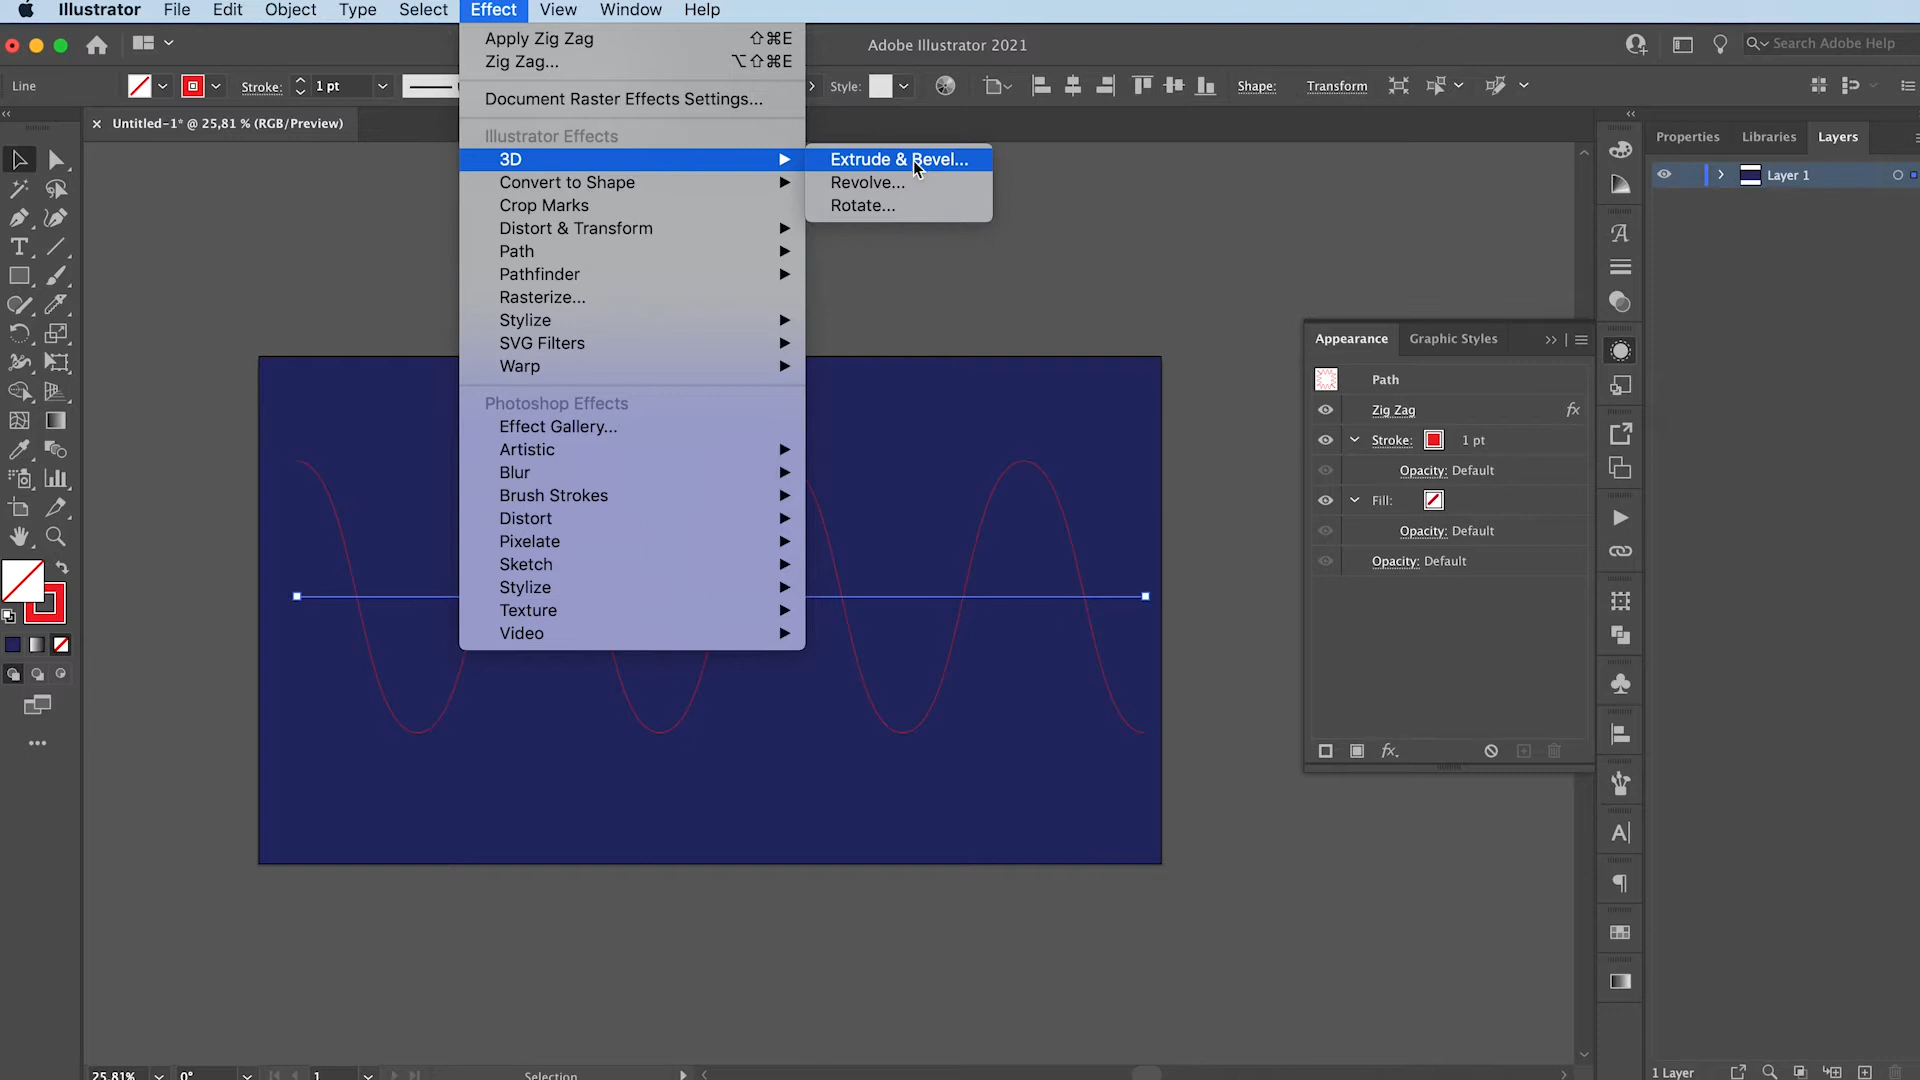 Illustrator File Edit Object Type Select Effect View Window Help
Adobe Illustrator 2021
Search Adobe Help
Line
Stroke:
1 pt
Style:
Shape:
Transform
× Untitled-1* @ 25,81 % (RGB/Preview)
Apply Zig Zag ⇧⌘E
Zig Zag... ⌥⇧⌘E
Document Raster Effects Settings...
Illustrator Effects
3D
Convert to Shape
Crop Marks
Distort & Transform
Path
Pathfinder
Rasterize...
Stylize
SVG Filters
Warp
Photoshop Effects
Effect Gallery...
Artistic
Blur
Brush Strokes
Distort
Pixelate
Sketch
Stylize
Texture
Video
Extrude & Bevel...
Revolve...
Rotate...
Properties Libraries Layers
Layer 1
Appearance Graphic Styles
Path
Zig Zag fx
Stroke: 1 pt
Opacity: Default
Fill:
Opacity: Default
Opacity: Default
fx.
25,81% 0° 1 Selection
1 Layer